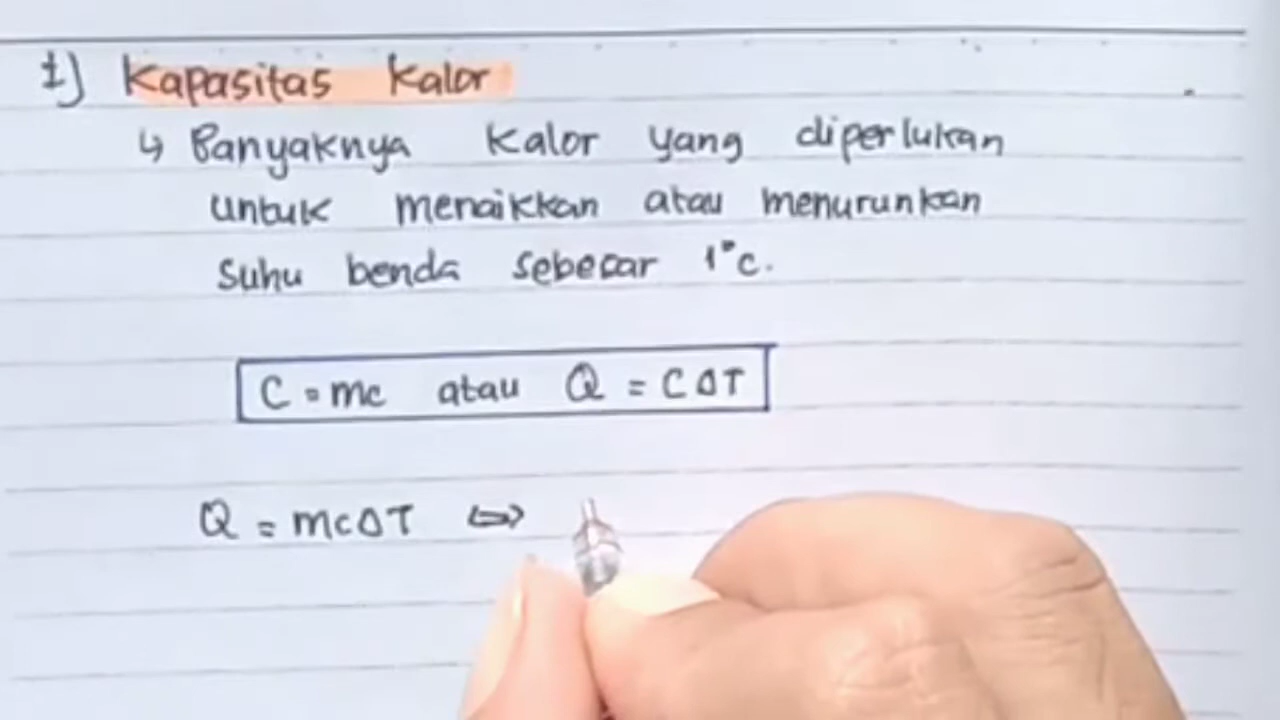 1) Kapasitas Kalor
↳ Banyaknya Kalor yang diperlukan
untuk menaikkan atau menurunkan
Suhu benda sebesar 1°C.
C = mc atau Q = CΔT
Q = mcΔT ⇔